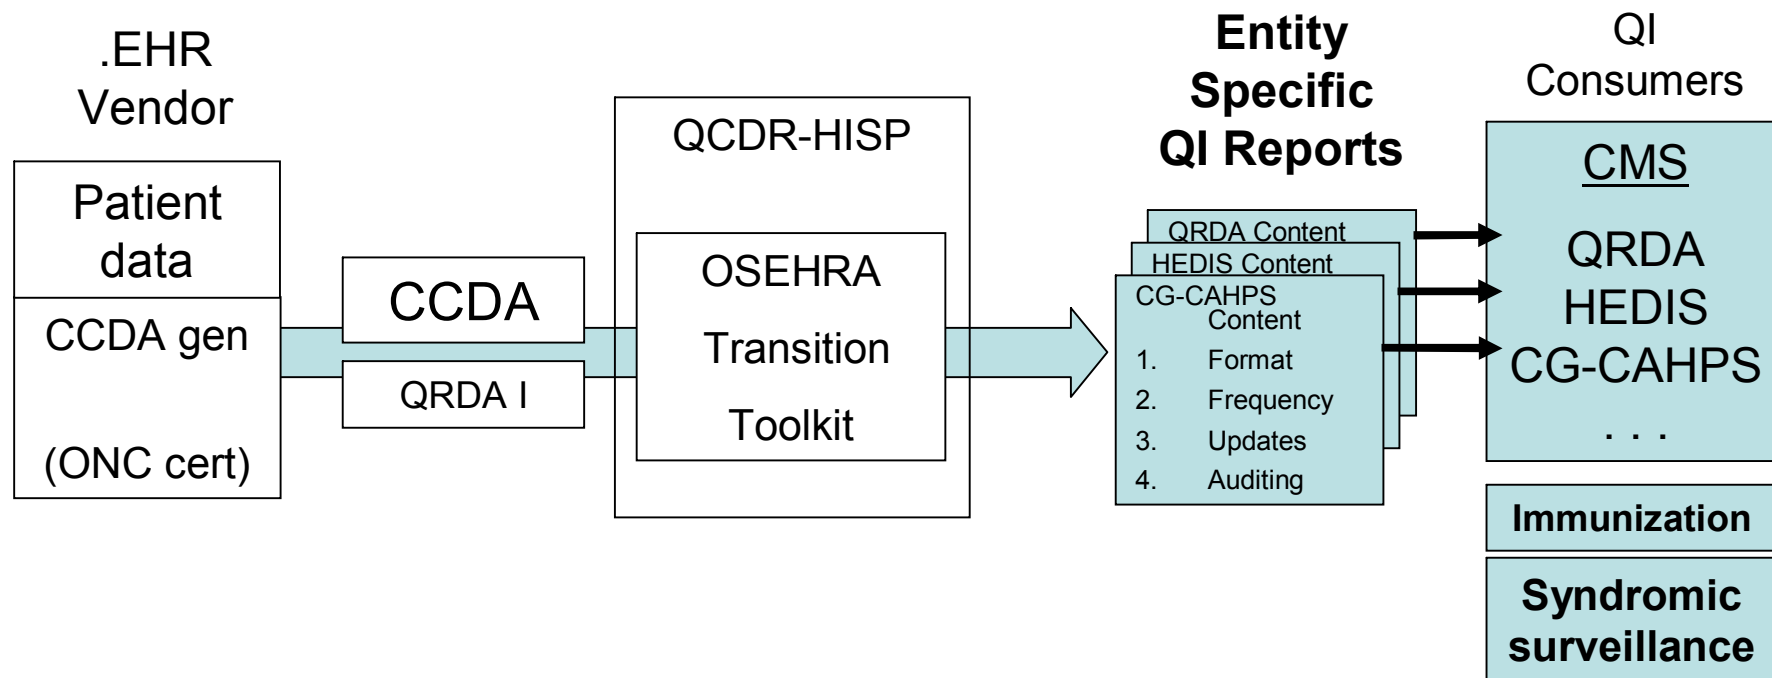 .EHR
Vendor
Patient
data
CCDA gen
(ONC cert)
CCDA
QRDA I
QCDR-HISP
OSEHRA
Transition
Toolkit
Entity
Specific
QI Reports
QRDA Content
HEDIS Content
CG-CAHPS
Content
1. Format
2. Frequency
3. Updates
4. Auditing
QI
Consumers
CMS
QRDA
HEDIS
CG-CAHPS
. . .
Immunization
Syndromic
surveillance